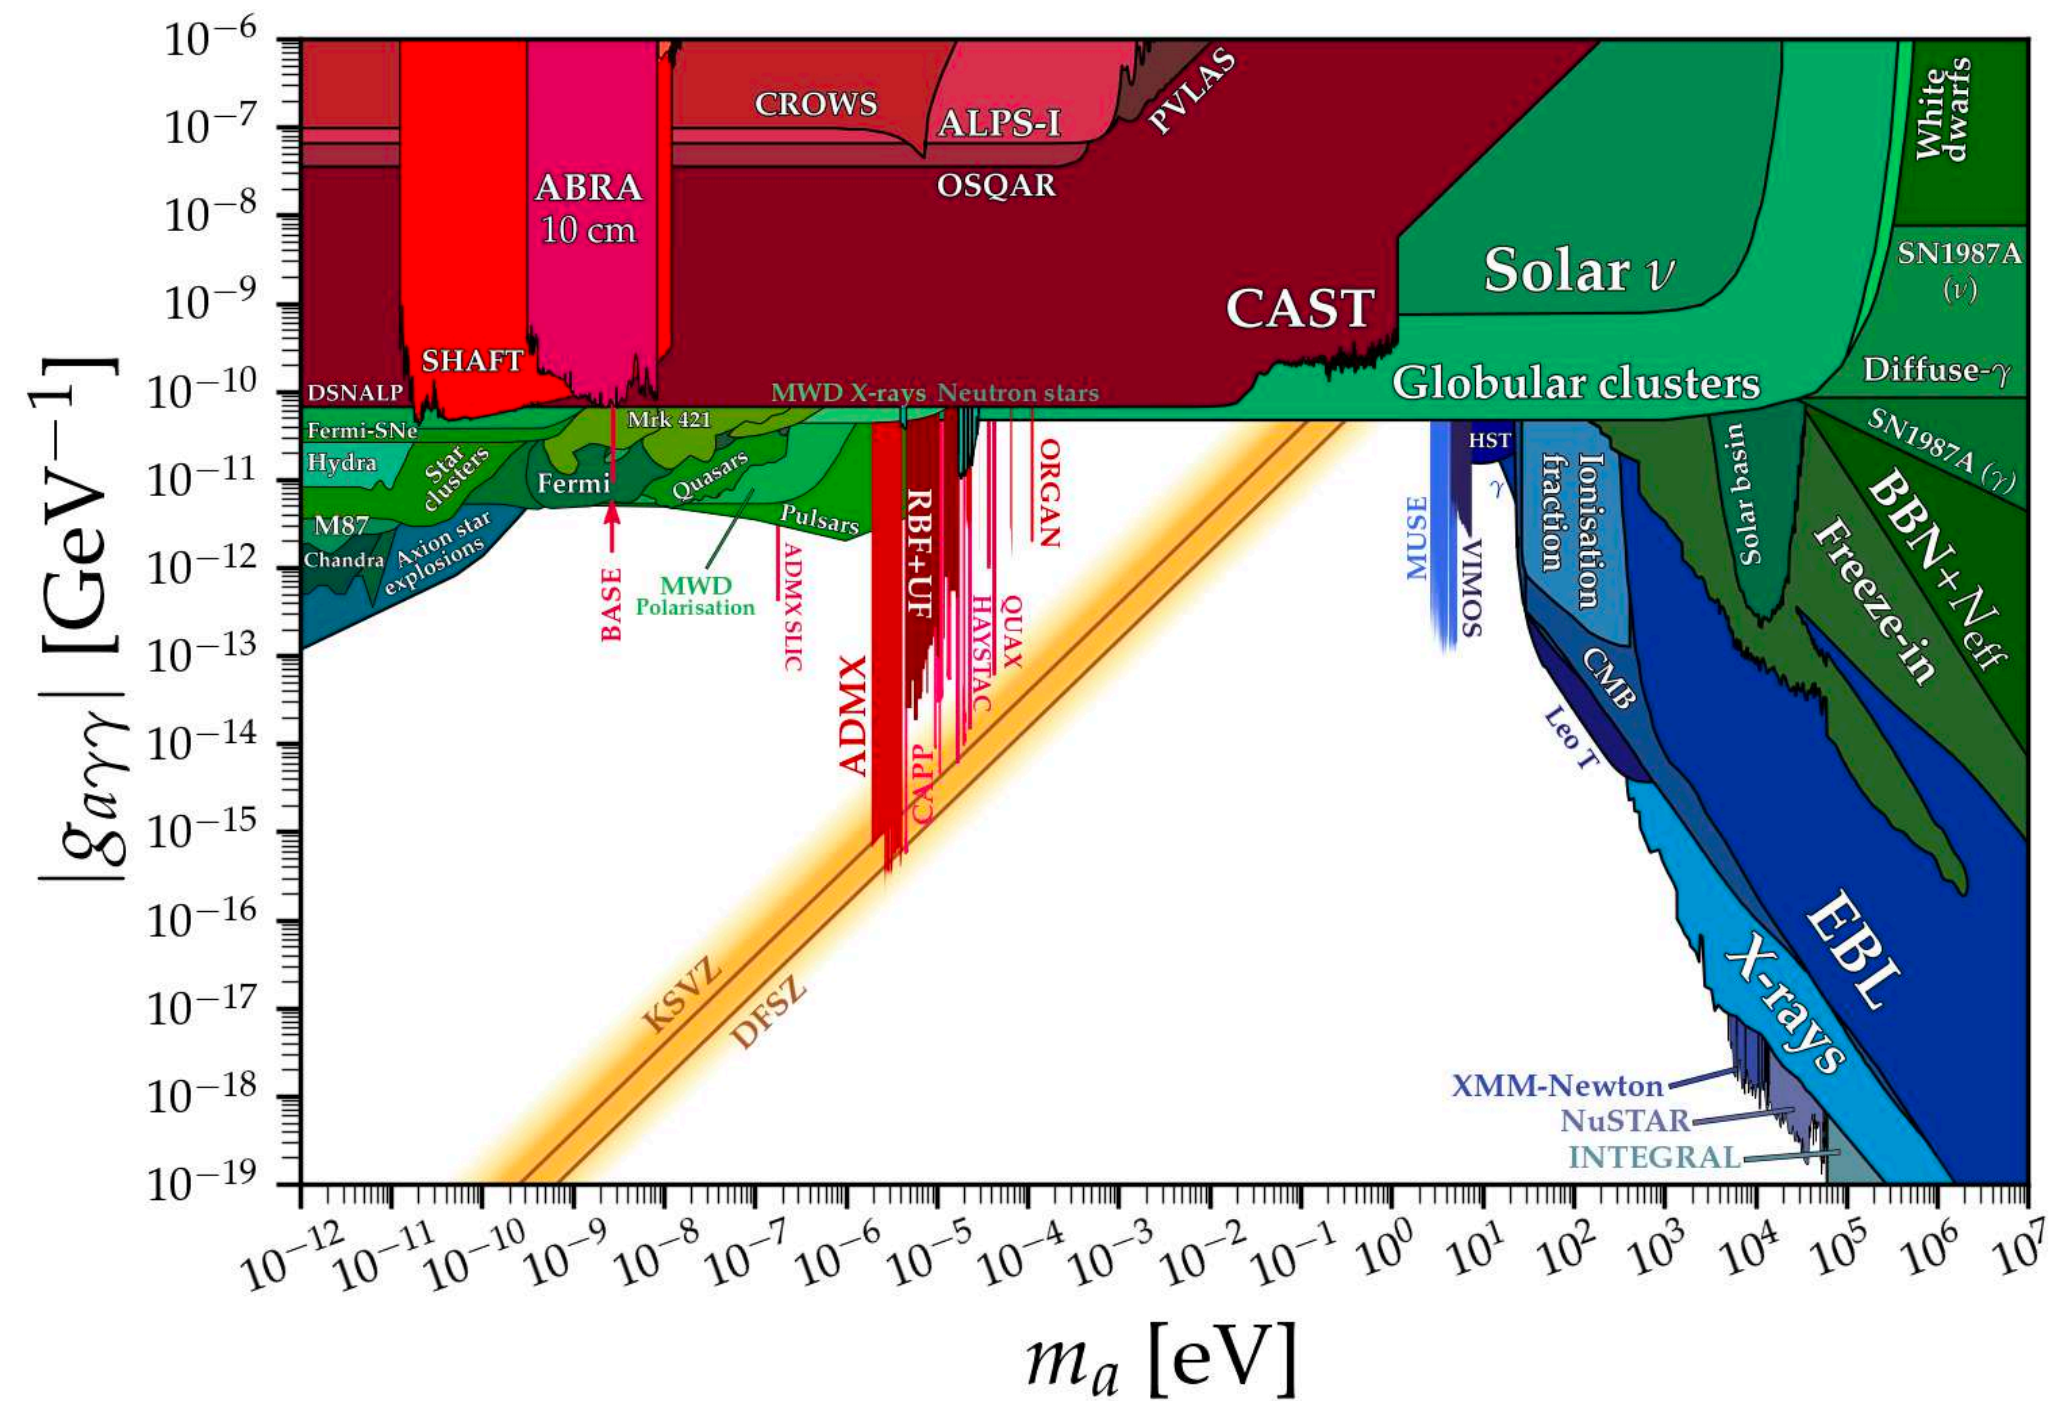 10⁻⁶
10⁻⁷
10⁻⁸
10⁻⁹
10⁻¹⁰
10⁻¹¹
10⁻¹²
10⁻¹³
10⁻¹⁴
10⁻¹⁵
10⁻¹⁶
10⁻¹⁷
10⁻¹⁸
10⁻¹⁹
|g_{aγγ}| [GeV⁻¹]
CROWS
ALPS-I
PVLAS
OSQAR
White
dwarfs
ABRA
10 cm
SN1987A
(ν)
Solar ν
CAST
SHAFT
Diffuse-γ
Globular clusters
DSNALP
MWD X-rays
Neutron stars
Mrk 421
Fermi-SNe
SN1987A (γ)
Hydra
Star
clusters
Fermi
Quasars
Pulsars
ORGAN
HST
γ
Ionisation
fraction
Solar basin
BBN+N_{eff}
Freeze-in
M87
Chandra
Axion star
explosions
BASE
MWD
Polarisation
ADMX SLIC
RBF+UF
HAYSTAC
QUAX
MUSE
VIMOS
ADMX
CAPP
CMB
Leo T
EBL
X-rays
KSVZ
DFSZ
XMM-Newton
NuSTAR
INTEGRAL
10⁻¹²
10⁻¹¹
10⁻¹⁰
10⁻⁹
10⁻⁸
10⁻⁷
10⁻⁶
10⁻⁵
10⁻⁴
10⁻³
10⁻²
10⁻¹
10⁰
10¹
10²
10³
10⁴
10⁵
10⁶
10⁷
m_a [eV]